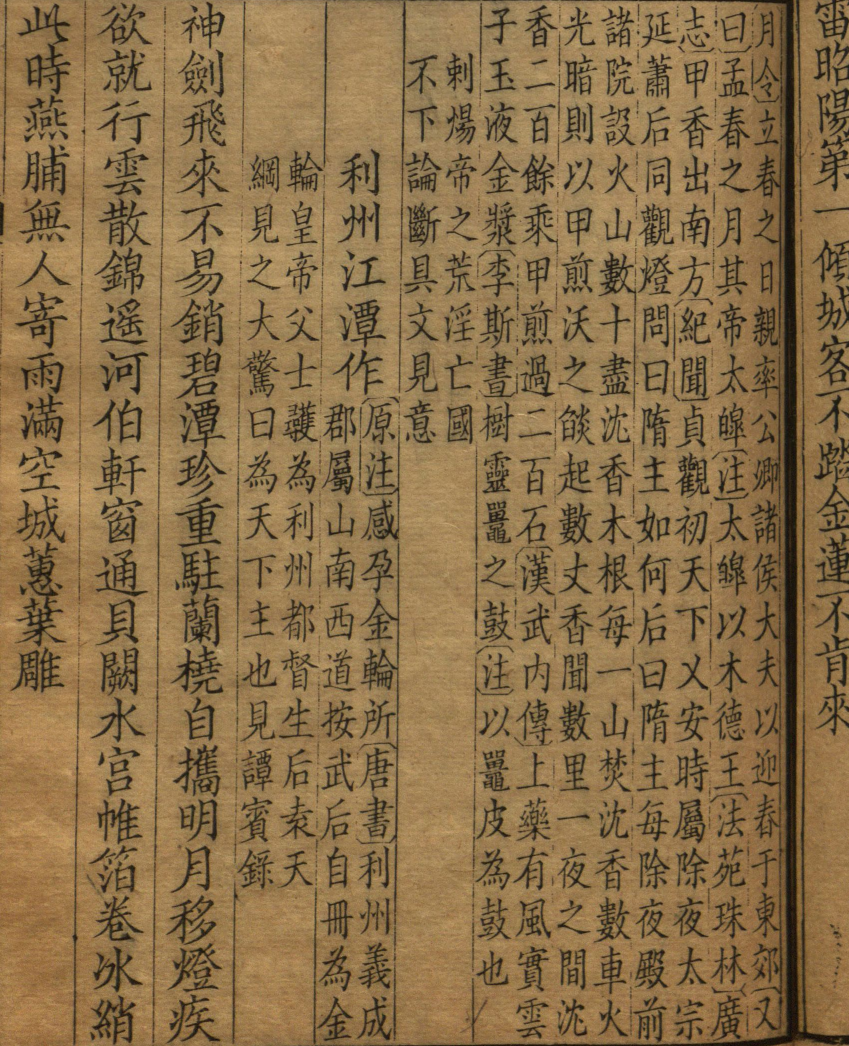 雷昭陽第一傾城客不踏金蓮不肯來
月令立春之日親率公卿諸侯大夫以迎春于東郊又
曰孟春之月其帝太皞注太皞以木德王法苑珠林廣
志甲香出南方紀聞貞觀初天下乂安時屬除夜太宗
延蕭后同觀燈問曰隋主如何后曰隋主每除夜殿前
諸院設火山數十盡沈香木根每一山焚沈香數車火
光暗則以甲煎沃之燄起數丈香聞數里一夜之間沈
香二百餘乘甲煎過二百石漢武内傳上藥有風實雲
子玉液金漿李斯書樹靈鼉之鼓注以鼉皮為鼓也
刺煬帝之荒淫亡國
不下論斷具文見意
利州江潭作
原注感孕金輪所唐書利州義成
郡屬山南西道按武后自冊為金
輪皇帝父士彠為利州都督生后袁天
綱見之大驚曰為天下主也見譚賓錄
神劍飛來不易銷碧潭珍重駐蘭橈自攜明月移燈疾
欲就行雲散錦遙河伯軒窗通貝闕水宫帷箔卷冰綃
此時燕脯無人寄雨滿空城蕙葉雕